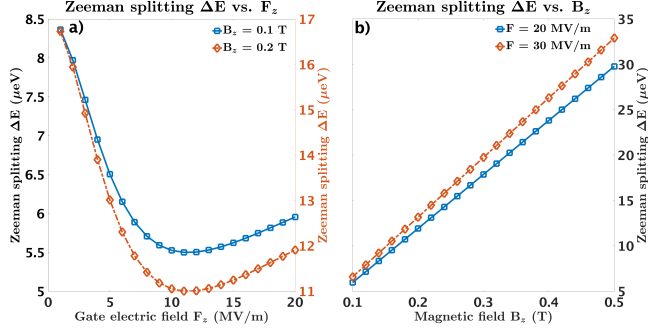 Zeeman splitting ΔE vs. F_z
a)
B_z = 0.1 T
B_z = 0.2 T
Zeeman splitting ΔE (μeV)
8.5
8
7.5
7
6.5
6
5.5
5
0
5
10
15
20
Gate electric field F_z (MV/m)
17
16
15
14
13
12
11
Zeeman splitting ΔE (μeV)
Zeeman splitting ΔE vs. B_z
b)
F = 20 MV/m
F = 30 MV/m
35
30
25
20
15
10
5
Zeeman splitting ΔE (μeV)
0.1
0.2
0.3
0.4
0.5
Magnetic field B_z (T)